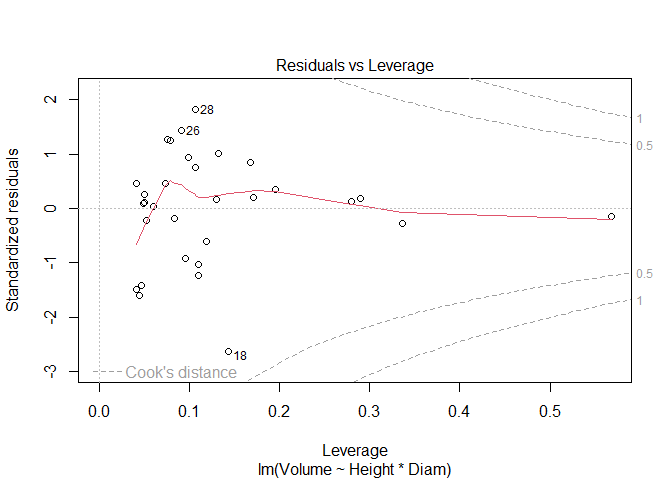 Residuals vs Leverage
2
1
0
-1
-2
-3
Standardized residuals
28
26
18
1
0.5
0.5
1
Cook's distance
0.0 0.1 0.2 0.3 0.4 0.5
Leverage
lm(Volume ~ Height * Diam)